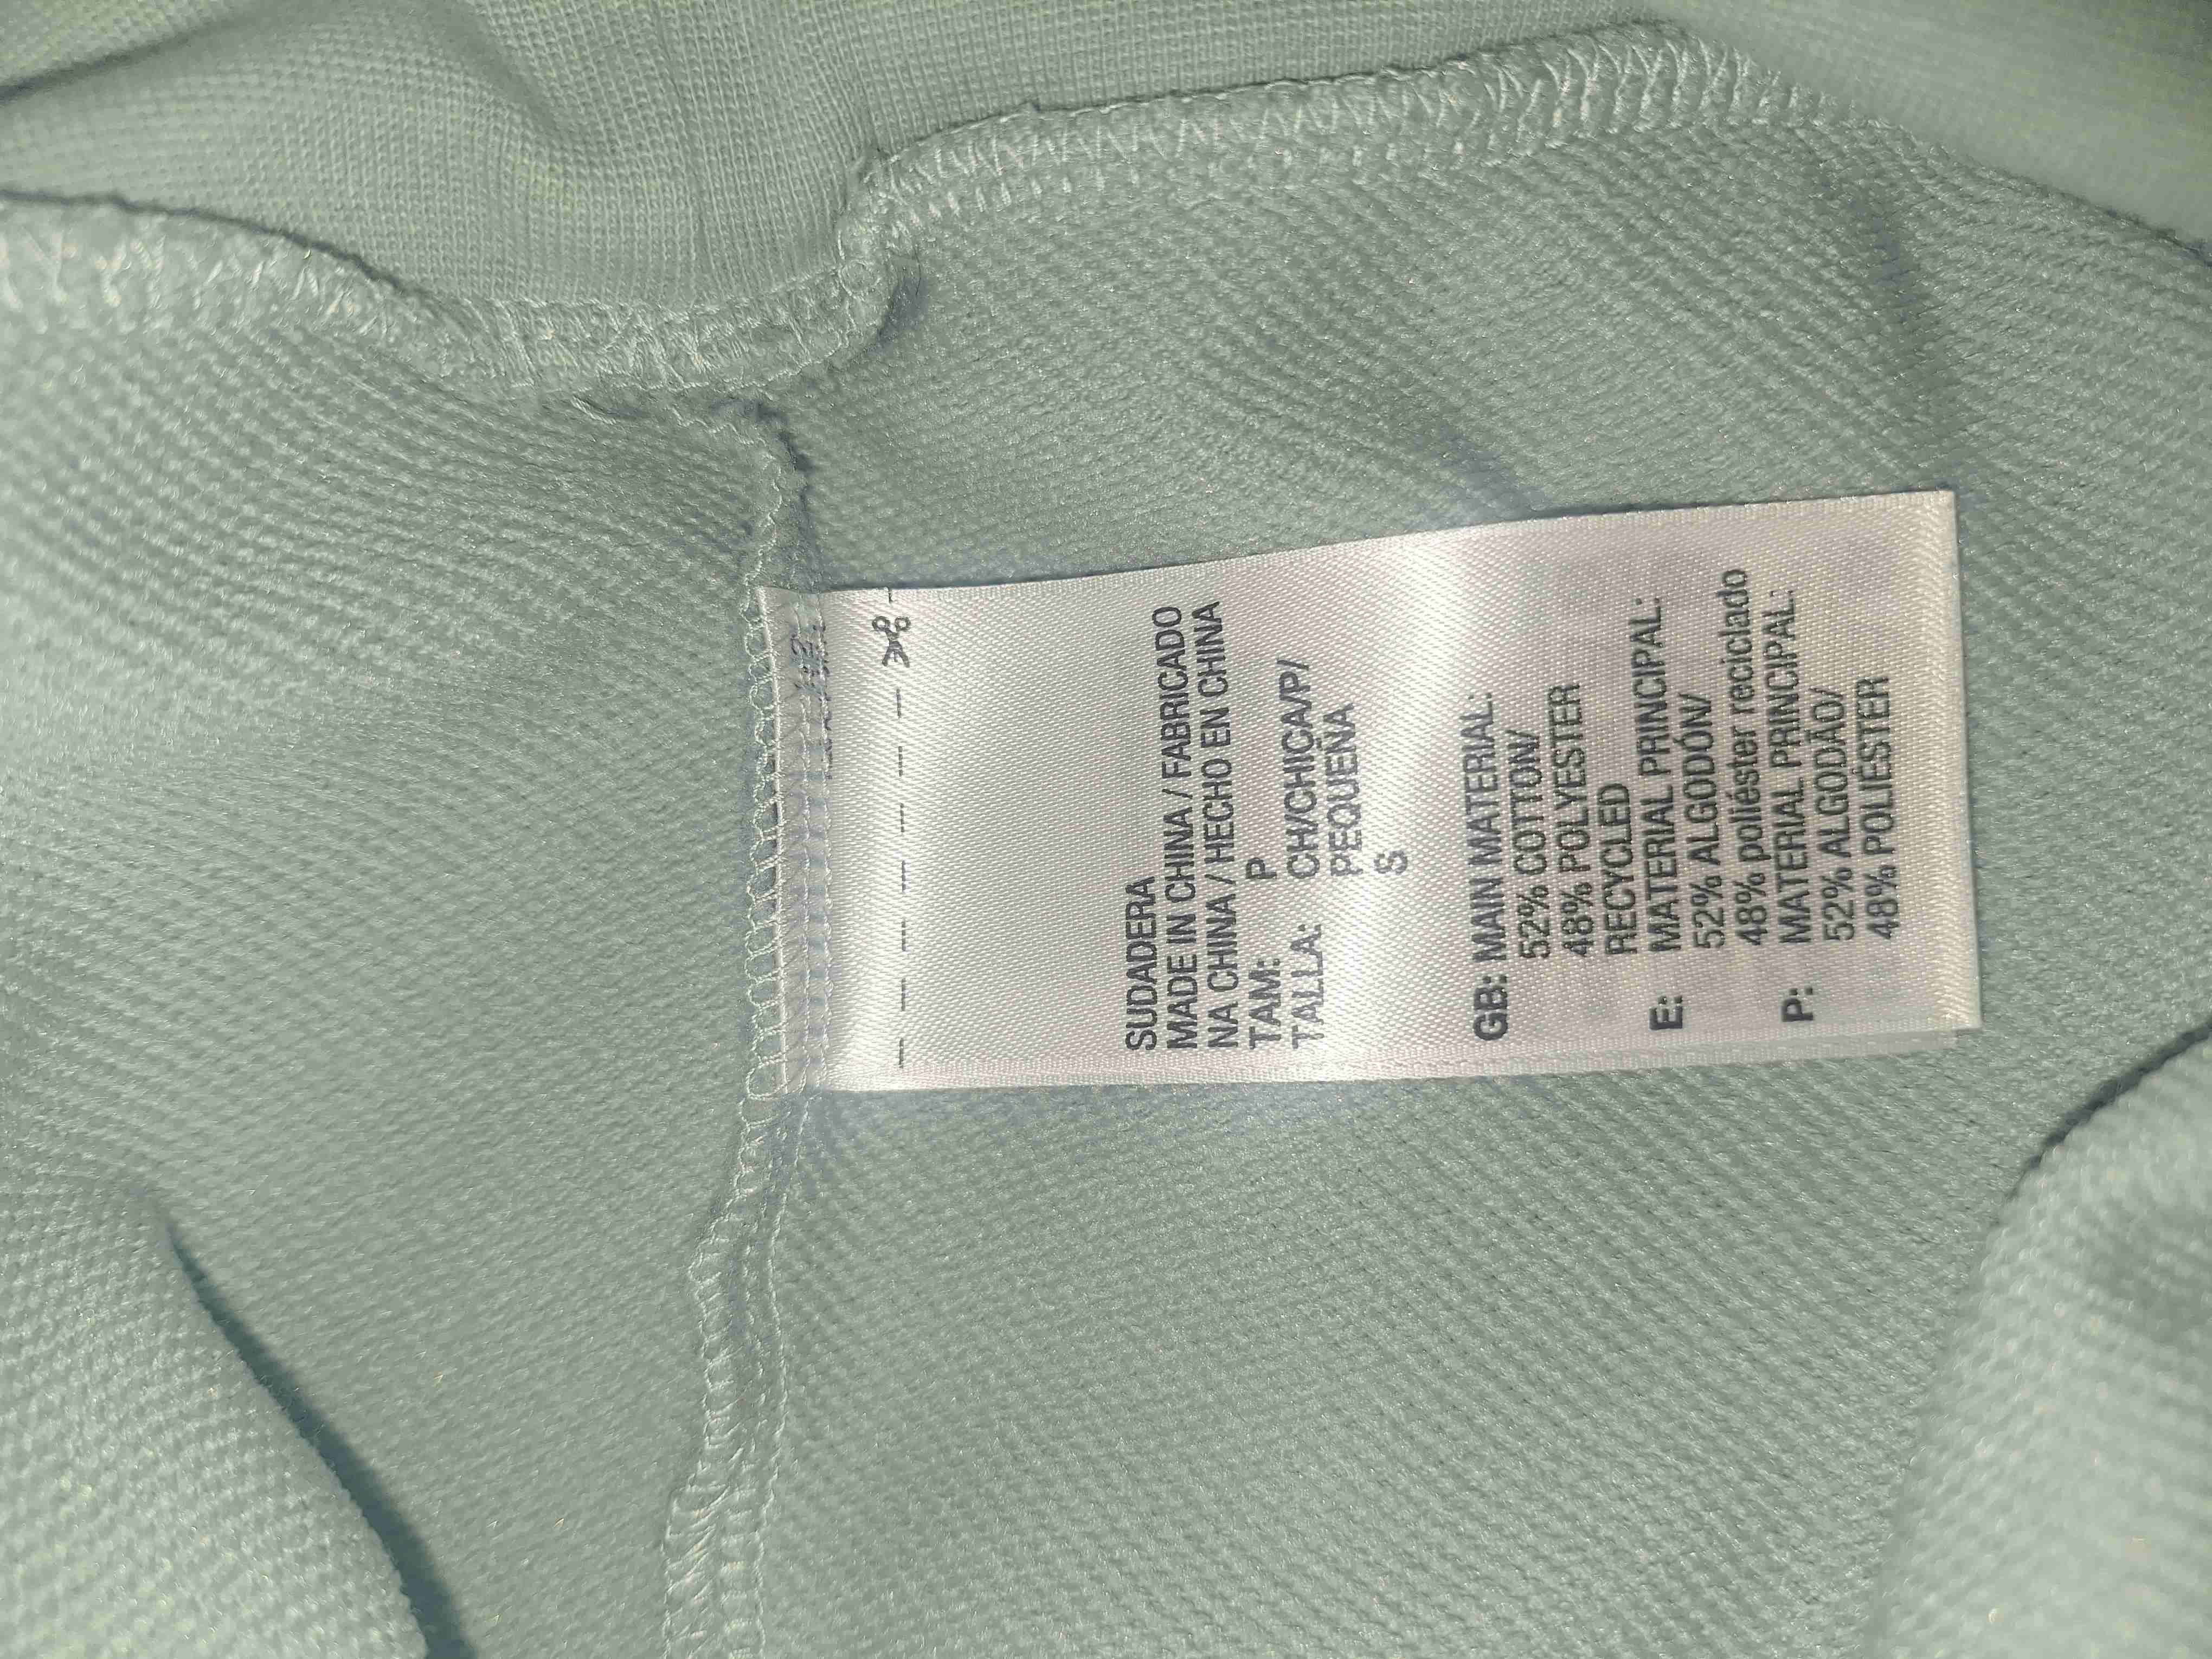 SUDADERA
MADE IN CHINA / FABRICADO
NA CHINA / HECHO EN CHINA
TAM: P
TALLA: CH/CHICA/P/
PEQUEÑA
S
GB: MAIN MATERIAL:
52% COTTON/
48% POLYESTER
RECYCLED
E: MATERIAL PRINCIPAL:
52% ALGODÓN/
48% poliéster reciclado
P: MATERIAL PRINCIPAL:
52% ALGODÃO/
48% POLIÉSTER